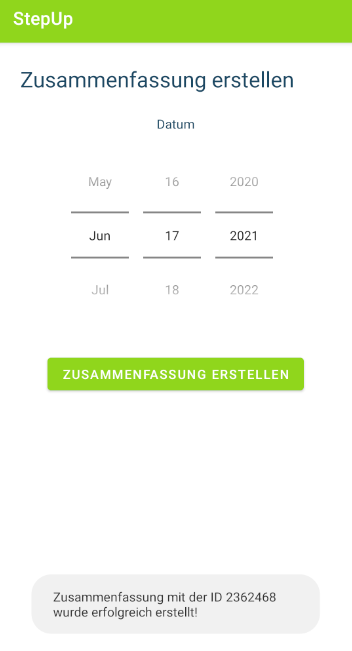 StepUp
Zusammenfassung erstellen
Datum
May 16 2020
Jun 17 2021
Jul 18 2022
ZUSAMMENFASSUNG ERSTELLEN
Zusammenfassung mit der ID 2362468
wurde erfolgreich erstellt!